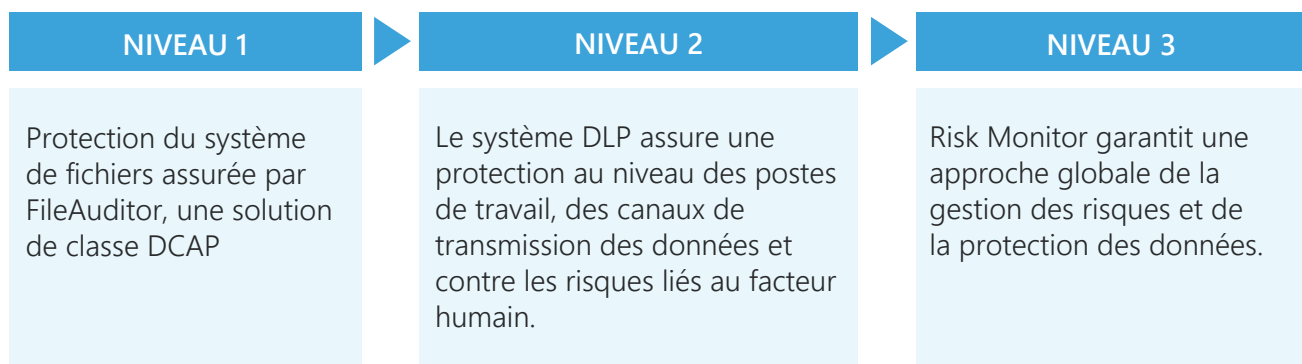 NIVEAU 1
Protection du système
de fichiers assurée par
FileAuditor, une solution
de classe DCAP
NIVEAU 2
Le système DLP assure une
protection au niveau des postes
de travail, des canaux de
transmission des données et
contre les risques liés au facteur
humain.
NIVEAU 3
Risk Monitor garantit une
approche globale de la
gestion des risques et de
la protection des données.